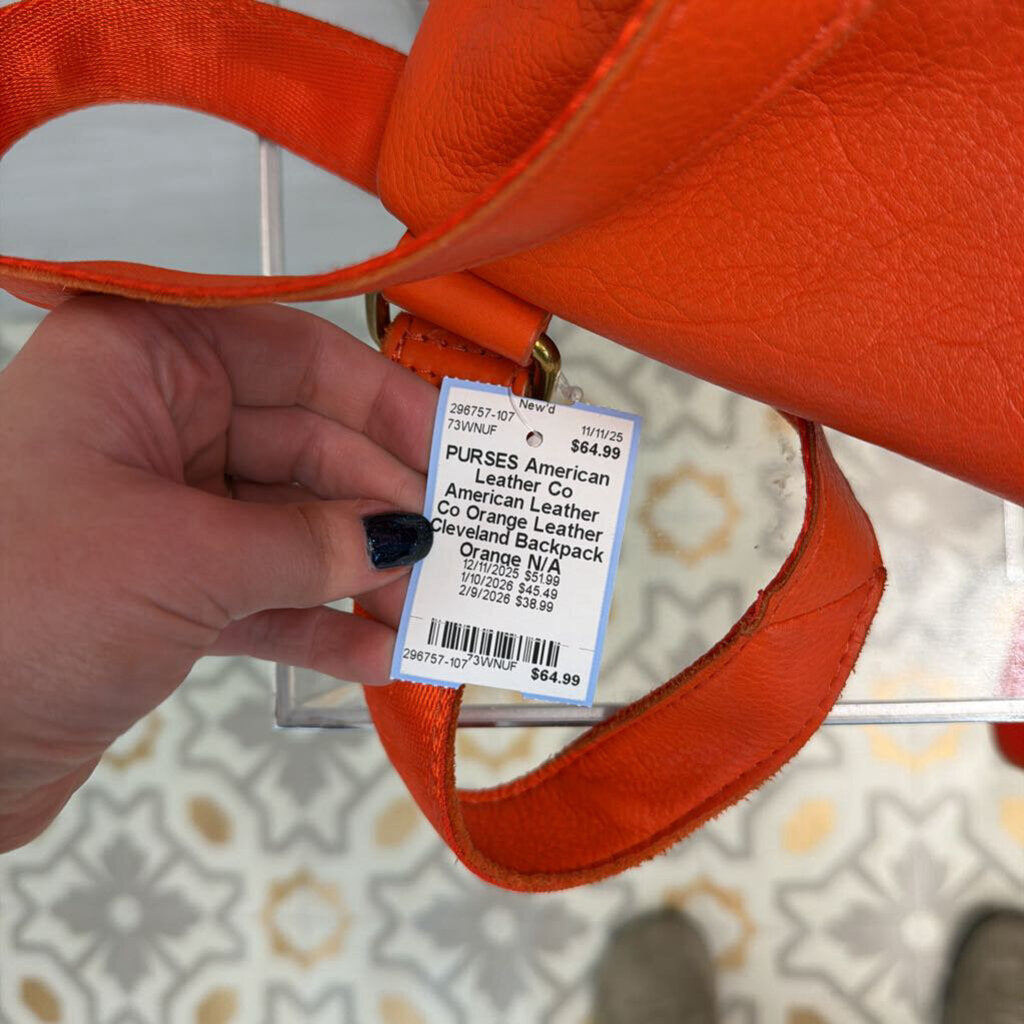 New'd
296757-107 11/11/25
73WNUF $64.99
PURSES American
Leather Co
American Leather
Co Orange Leather
Cleveland Backpack
Orange N/A
12/11/2025 $51.99
1/10/2026 $45.49
2/9/2026 $38.99
296757-107 73WNUF $64.99